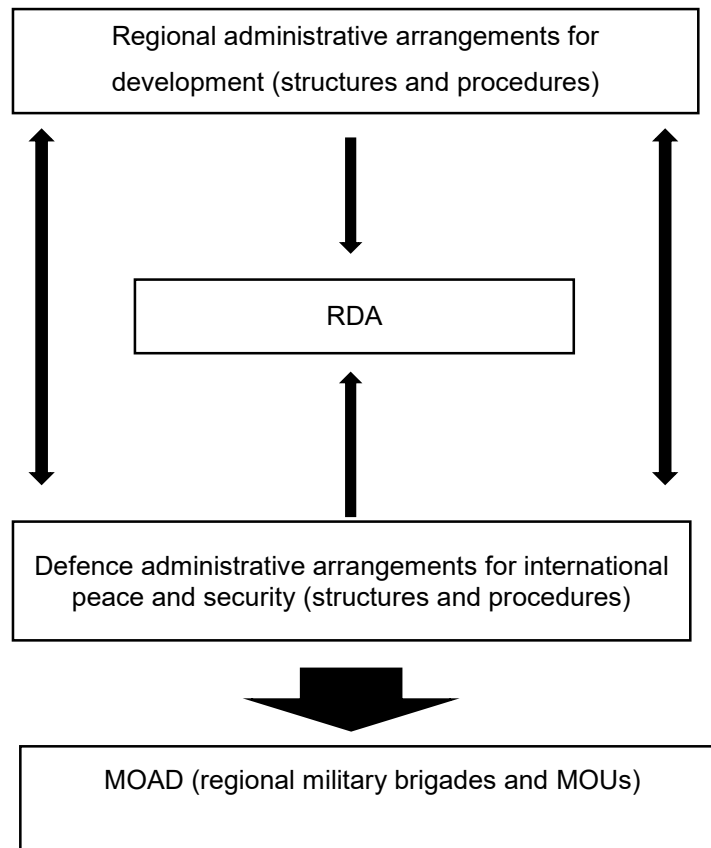 Regional administrative arrangements for
development (structures and procedures)
RDA
Defence administrative arrangements for international
peace and security (structures and procedures)
MOAD (regional military brigades and MOUs)